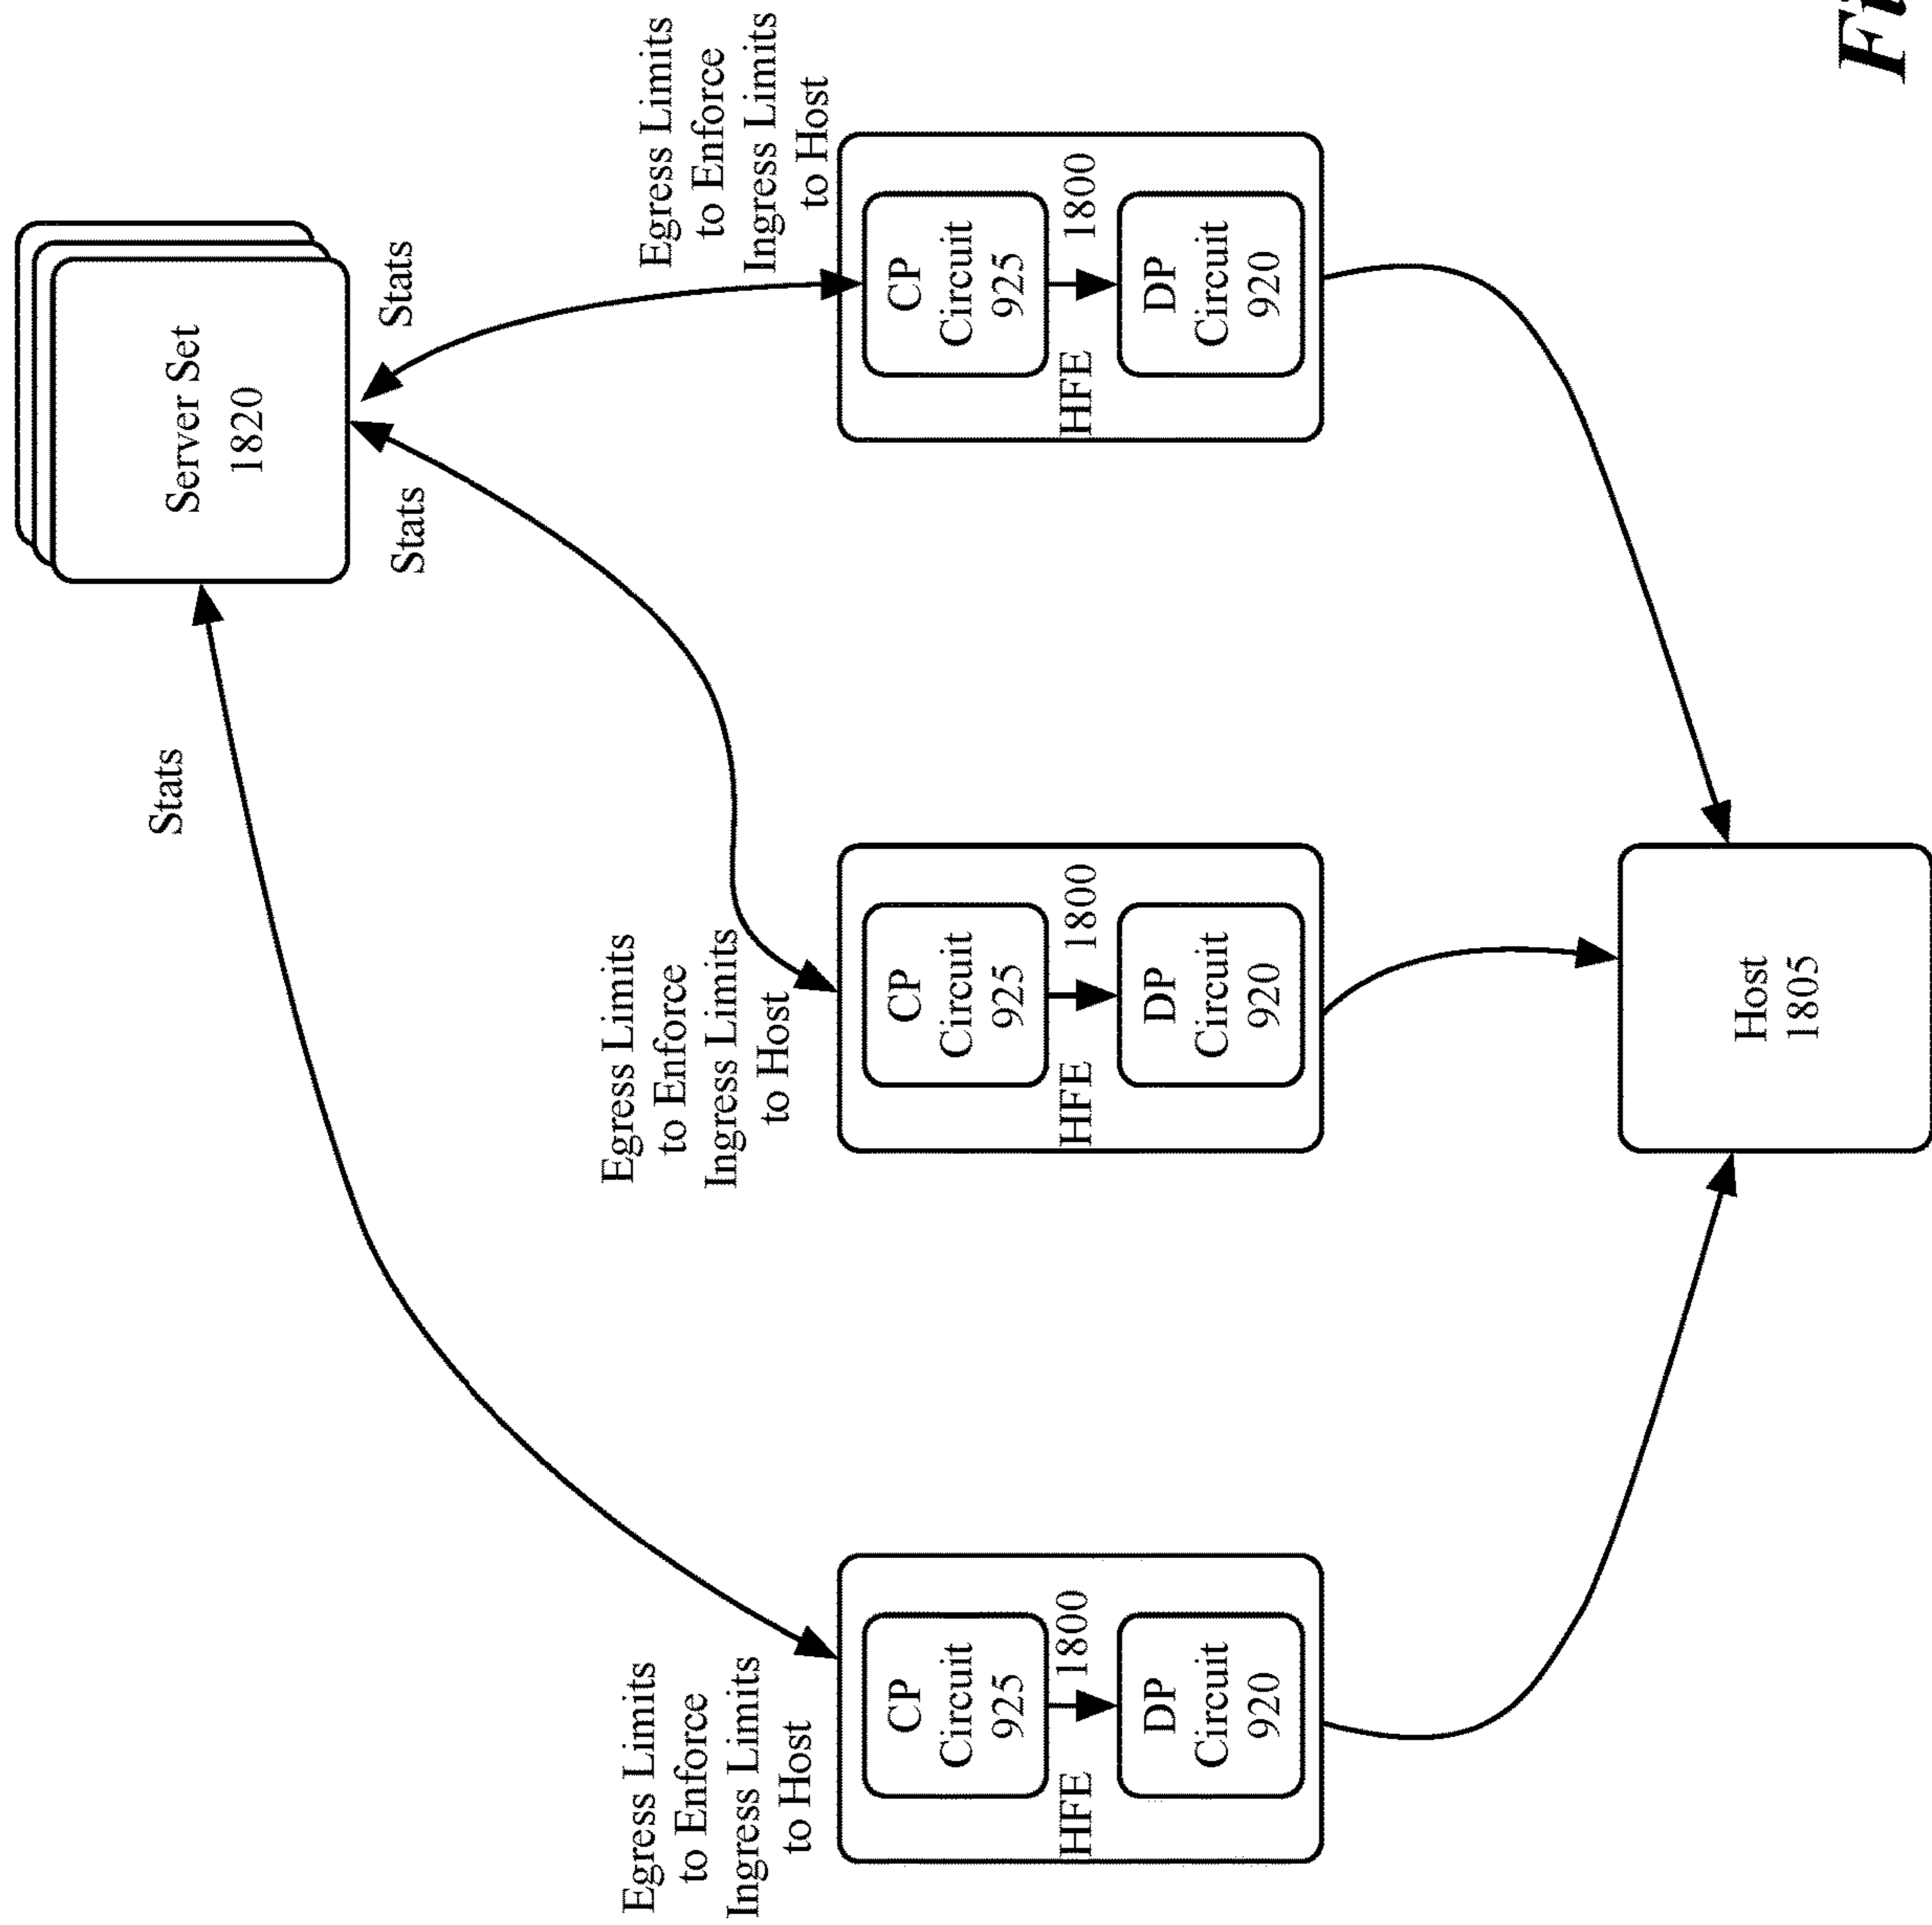 Stats
Server Set
1820
Stats
Stats
Egress Limits
to Enforce
Ingress Limits
to Host
Egress Limits
to Enforce
Ingress Limits
to Host
Egress Limits
to Enforce
Ingress Limits
to Host
CP
Circuit
925
HFE
1800
DP
Circuit
920
CP
Circuit
925
HFE
1800
DP
Circuit
920
CP
Circuit
925
HFE
1800
DP
Circuit
920
Host
1805
Fi